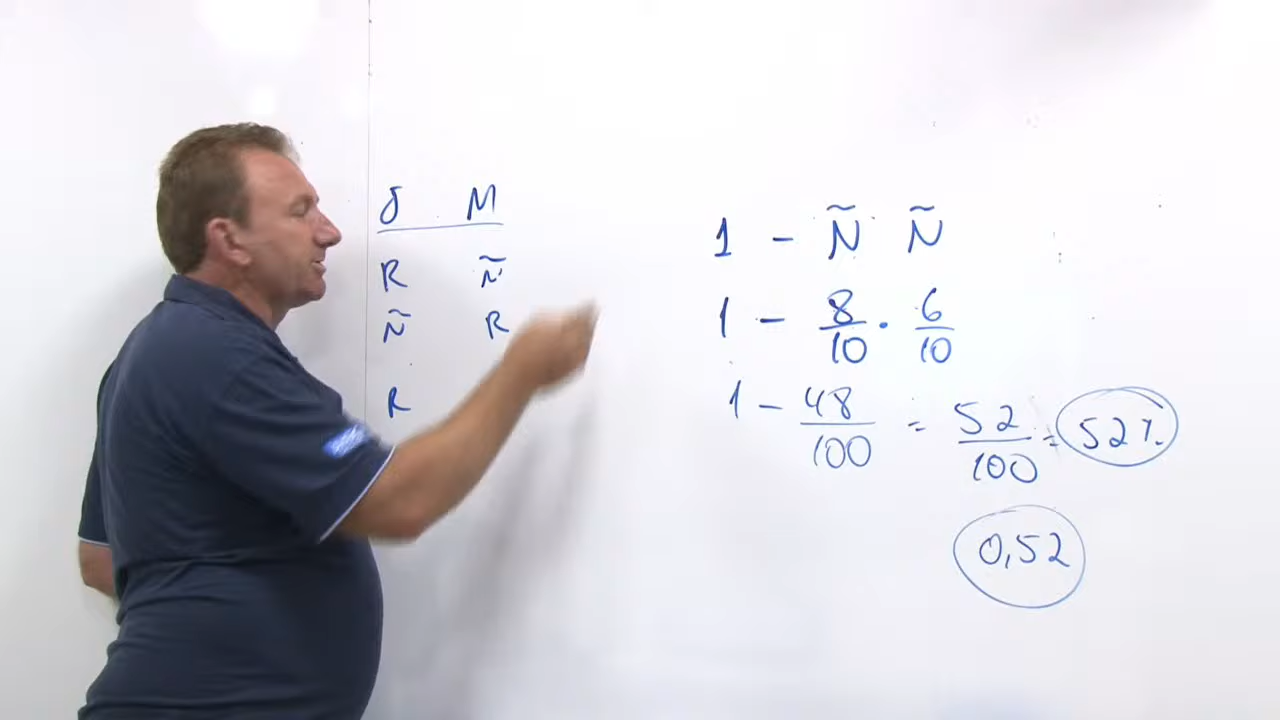 J M
R Ñ
Ñ R
R
1 - Ñ Ñ
1 - 8/10 · 6/10
1 - 48/100 = 52/100 = 52%
0,52